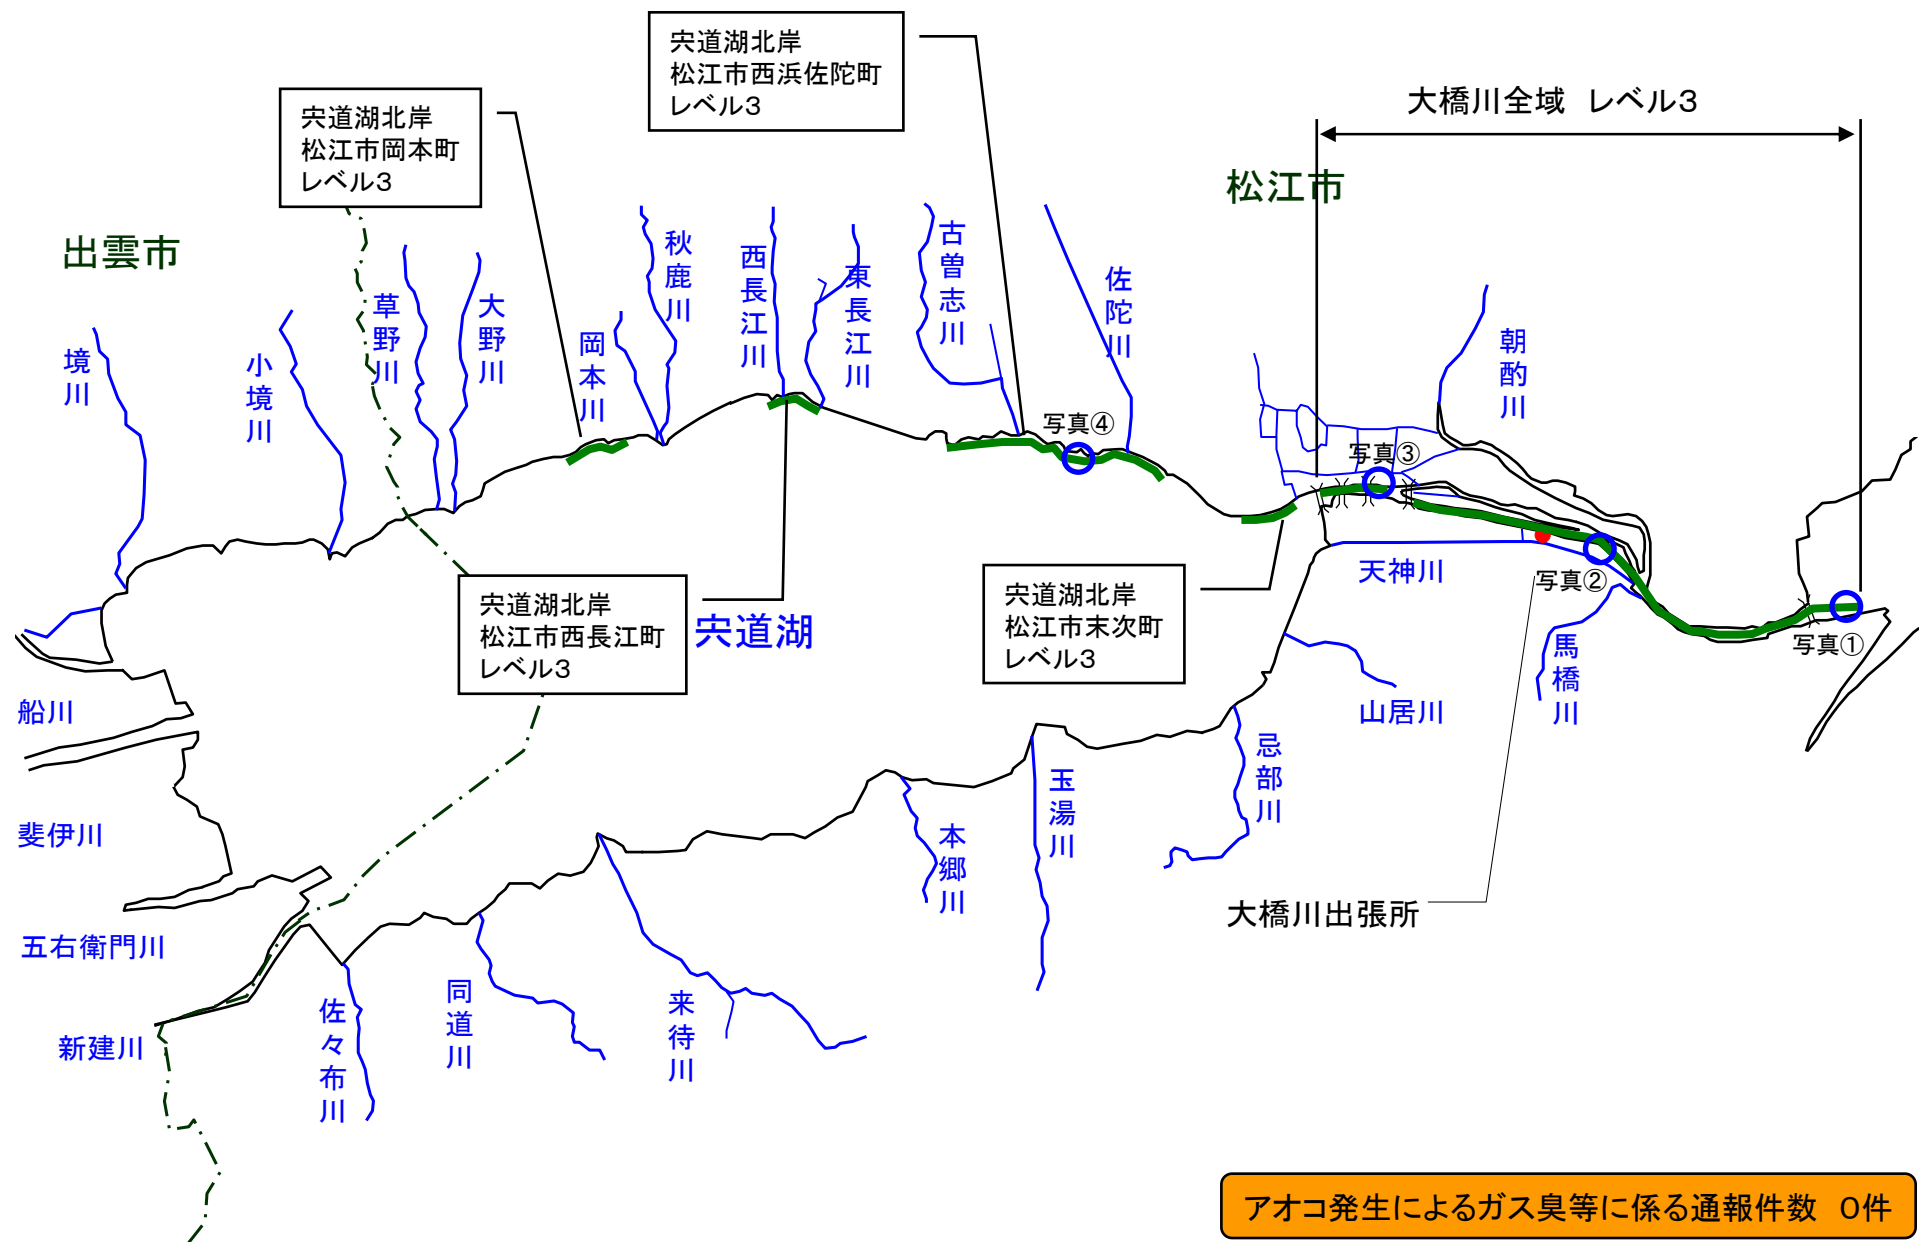 宍道湖北岸
松江市西浜佐陀町
レベル3
宍道湖北岸
松江市岡本町
レベル3
大橋川全域 レベル3
松江市
出雲市
境川
小境川
草野川
大野川
岡本川
秋鹿川
西長江川
東長江川
古曽志川
佐陀川
朝酌川
写真④
写真③
写真②
写真①
天神川
宍道湖北岸
松江市西長江町
レベル3
宍道湖
宍道湖北岸
松江市末次町
レベル3
馬橋川
山居川
船川
忌部川
玉湯川
本郷川
斐伊川
大橋川出張所
五右衛門川
新建川
佐々布川
同道川
来待川
アオコ発生によるガス臭等に係る通報件数 0件